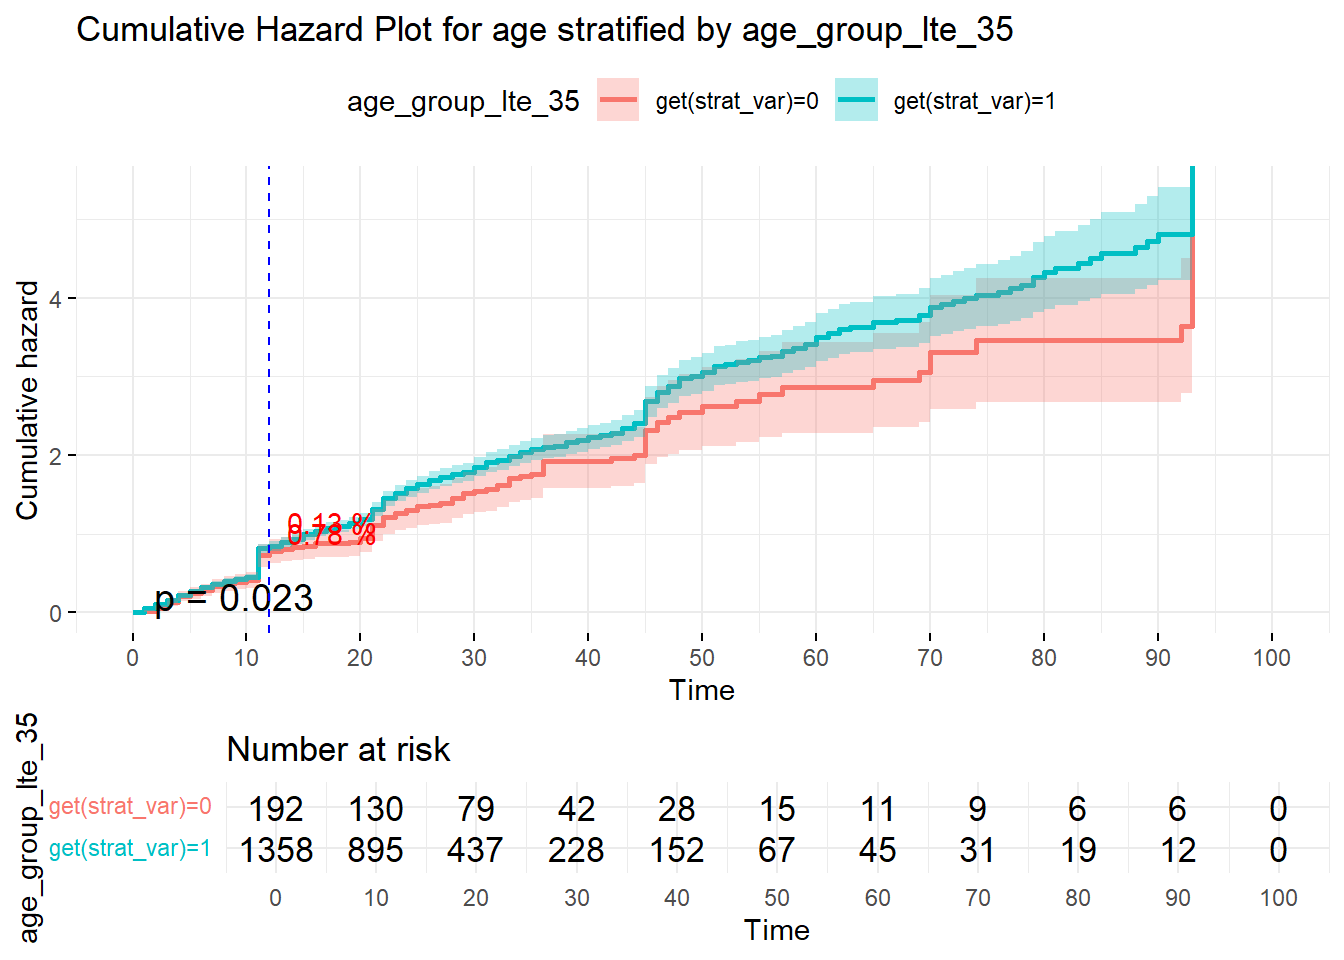 Cumulative Hazard Plot for age stratified by age_group_lte_35
age_group_lte_35 get(strat_var)=0 get(strat_var)=1
Cumulative hazard
4
2
0
0.13 %
0.78 %
p = 0.023
0 10 20 30 40 50 60 70 80 90 100
Time
Number at risk
age_group_lte_35
get(strat_var)=0 192 130 79 42 28 15 11 9 6 6 0
get(strat_var)=1 1358 895 437 228 152 67 45 31 19 12 0
0 10 20 30 40 50 60 70 80 90 100
Time